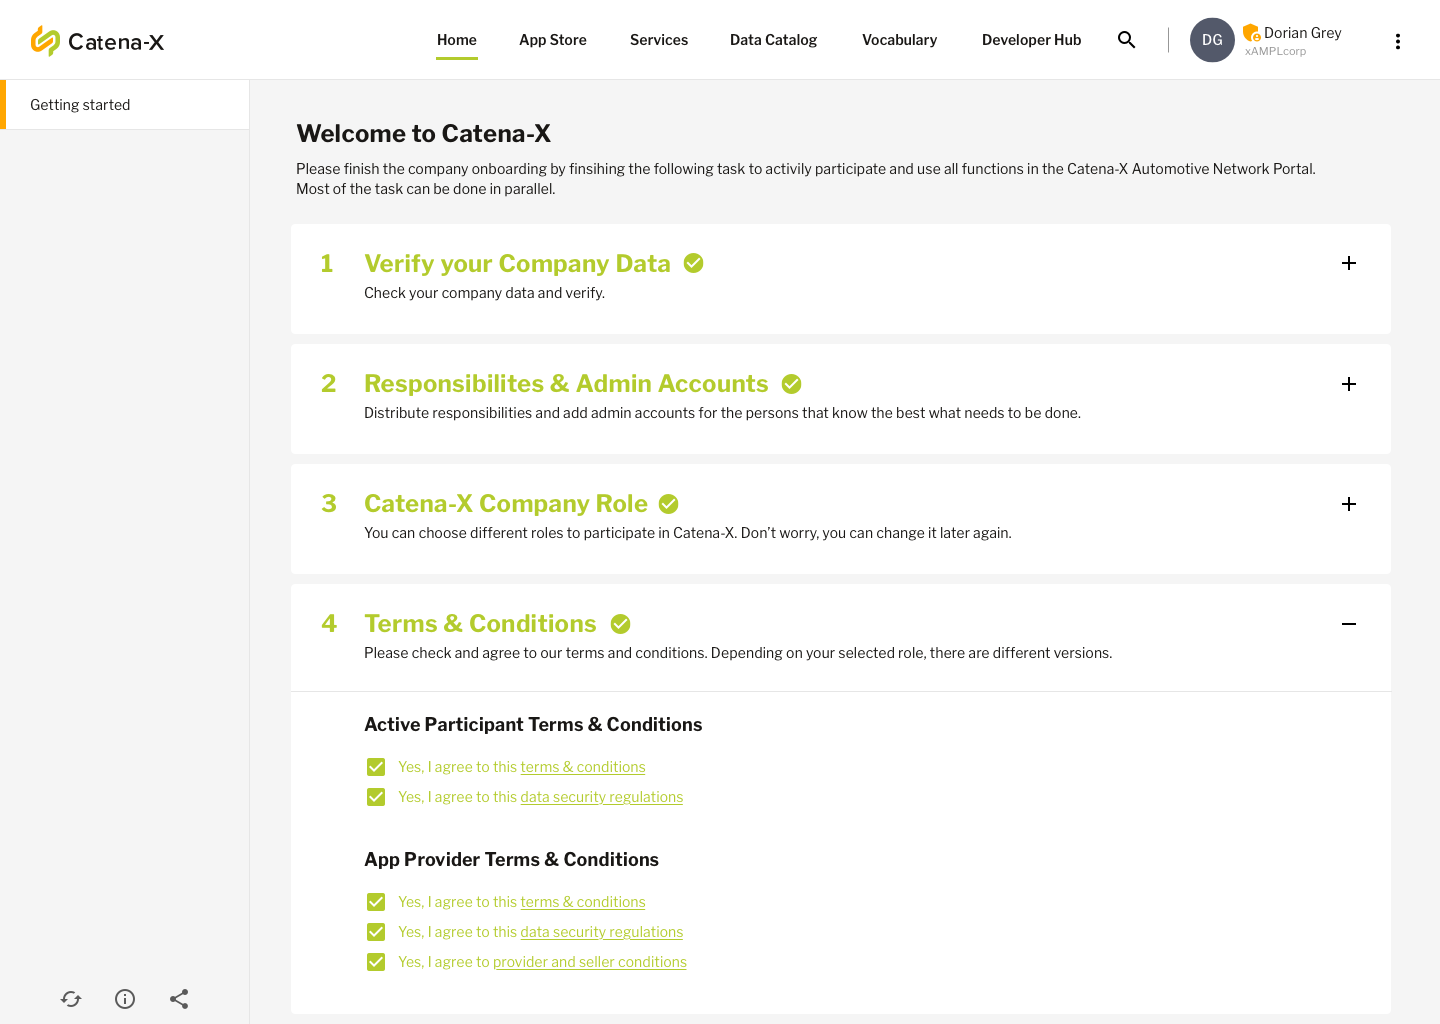 Catena-X
Home
App Store
Services
Data Catalog
Vocabulary
Developer Hub
DG
Dorian Grey
xAMPLcorp
Getting started
Welcome to Catena-X
Please finish the company onboarding by finsihing the following task to activily participate and use all functions in the Catena-X Automotive Network Portal.
Most of the task can be done in parallel.
1 Verify your Company Data
Check your company data and verify.
2 Responsibilites & Admin Accounts
Distribute responsibilities and add admin accounts for the persons that know the best what needs to be done.
3 Catena-X Company Role
You can choose different roles to participate in Catena-X. Don't worry, you can change it later again.
4 Terms & Conditions
Please check and agree to our terms and conditions. Depending on your selected role, there are different versions.
Active Participant Terms & Conditions
Yes, I agree to this terms & conditions
Yes, I agree to this data security regulations
App Provider Terms & Conditions
Yes, I agree to this terms & conditions
Yes, I agree to this data security regulations
Yes, I agree to provider and seller conditions